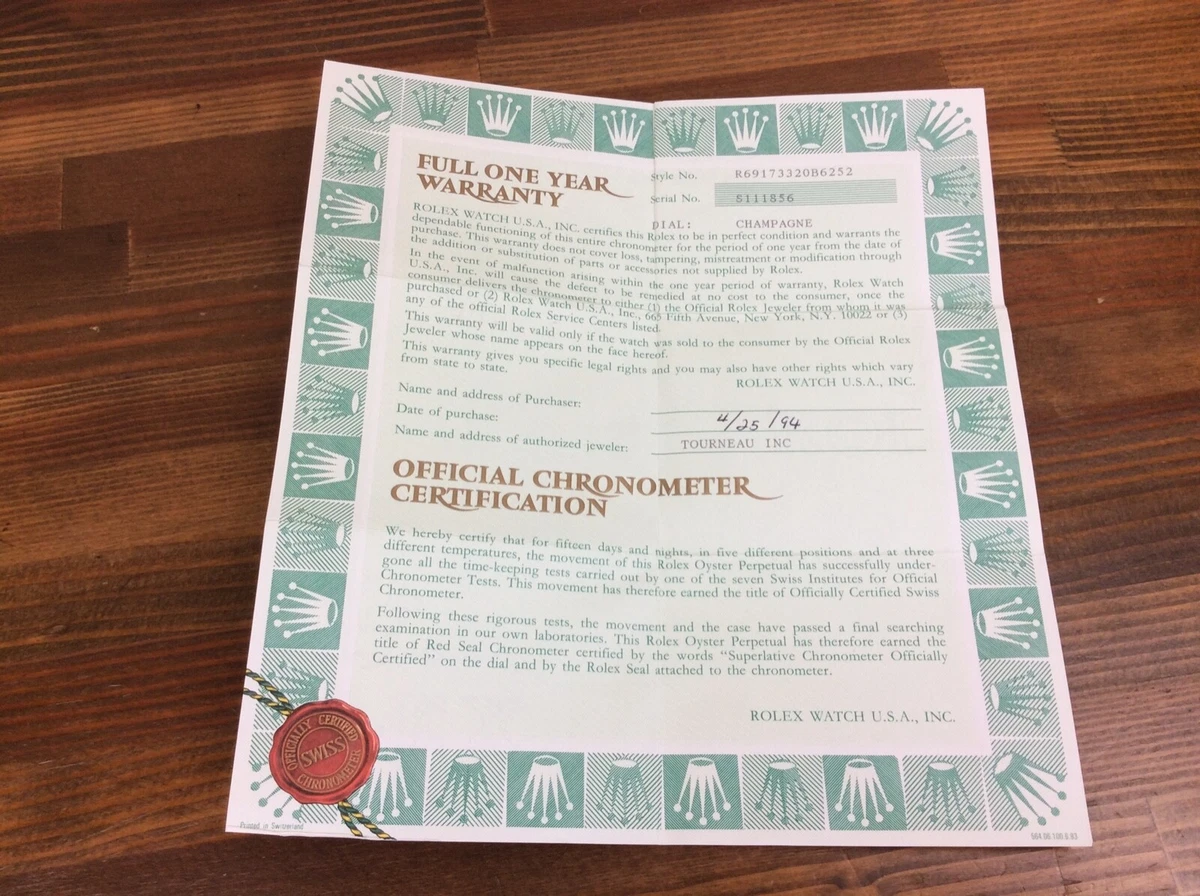 FULL ONE YEAR
WARRANTY
Style No. R69173320B6252
Serial No. S111856
DIAL: CHAMPAGNE
ROLEX WATCH U.S.A., INC. certifies this Rolex to be in perfect condition and warrants the
dependable functioning of this entire chronometer for the period of one year from the date of
purchase. This warranty does not cover loss, tampering, mistreatment or modification through
the addition or substitution of parts or accessories not supplied by Rolex.
In the event of malfunction arising within the one year period of warranty, Rolex Watch
U.S.A., Inc. will cause the defect to be remedied at no cost to the consumer, once the
consumer delivers the chronometer to either (1) the Official Rolex Jeweler from whom it was
purchased or (2) Rolex Watch U.S.A., Inc., 665 Fifth Avenue, New York, N.Y. 10022 or (3)
any of the official Rolex Service Centers listed.
This warranty will be valid only if the watch was sold to the consumer by the Official Rolex
Jeweler whose name appears on the face hereof.
This warranty gives you specific legal rights and you may also have other rights which vary
from state to state.
ROLEX WATCH U.S.A., INC.
Name and address of Purchaser:
Date of purchase: 4/25/94
Name and address of authorized jeweler: TOURNEAU INC
OFFICIAL CHRONOMETER
CERTIFICATION
We hereby certify that for fifteen days and nights, in five different positions and at three
different temperatures, the movement of this Rolex Oyster Perpetual has successfully under-
gone all the time-keeping tests carried out by one of the seven Swiss Institutes for Official
Chronometer Tests. This movement has therefore earned the title of Officially Certified Swiss
Chronometer.
Following these rigorous tests, the movement and the case have passed a final searching
examination in our own laboratories. This Rolex Oyster Perpetual has therefore earned the
title of Red Seal Chronometer certified by the words “Superlative Chronometer Officially
Certified” on the dial and by the Rolex Seal attached to the chronometer.
ROLEX WATCH U.S.A., INC.
OFFICIALLY CERTIFIED
SWISS
CHRONOMETER
Printed in Switzerland
564.06.100.6.93